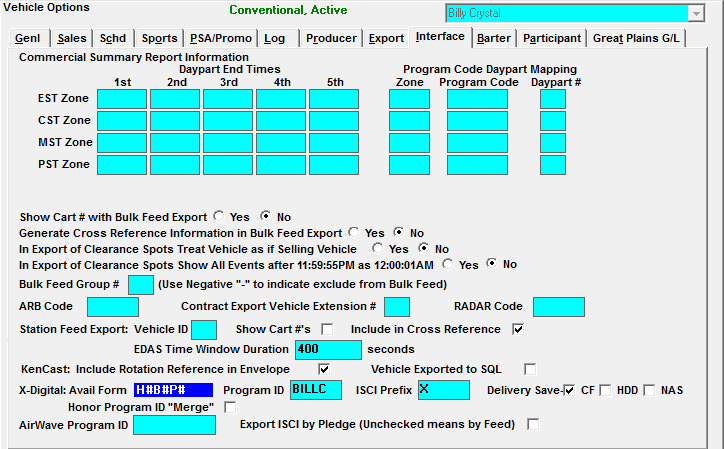 Vehicle Options Conventional, Active Billy Crystal
Genl Sales Schd Sports PSA/Promo Log Producer Export Interface Barter Participant Great Plains G/L
Commercial Summary Report Information
Daypart End Times Program Code Daypart Mapping
1st 2nd 3rd 4th 5th Zone Program Code Daypart #
EST Zone
CST Zone
MST Zone
PST Zone
Show Cart # with Bulk Feed Export Yes No
Generate Cross Reference Information in Bulk Feed Export Yes No
In Export of Clearance Spots Treat Vehicle as if Selling Vehicle Yes No
In Export of Clearance Spots Show All Events after 11:59:55PM as 12:00:01AM Yes No
Bulk Feed Group # (Use Negative "-" to indicate exclude from Bulk Feed)
ARB Code Contract Export Vehicle Extension # RADAR Code
Station Feed Export: Vehicle ID Show Cart #'s Include in Cross Reference
EDAS Time Window Duration 400 seconds
KenCast: Include Rotation Reference in Envelope Vehicle Exported to SQL
X-Digital: Avail Form H#B#P# Program ID BILLC ISCI Prefix X Delivery Save- CF HDD NAS
Honor Program ID "Merge"
AirWave Program ID Export ISCI by Pledge (Unchecked means by Feed)